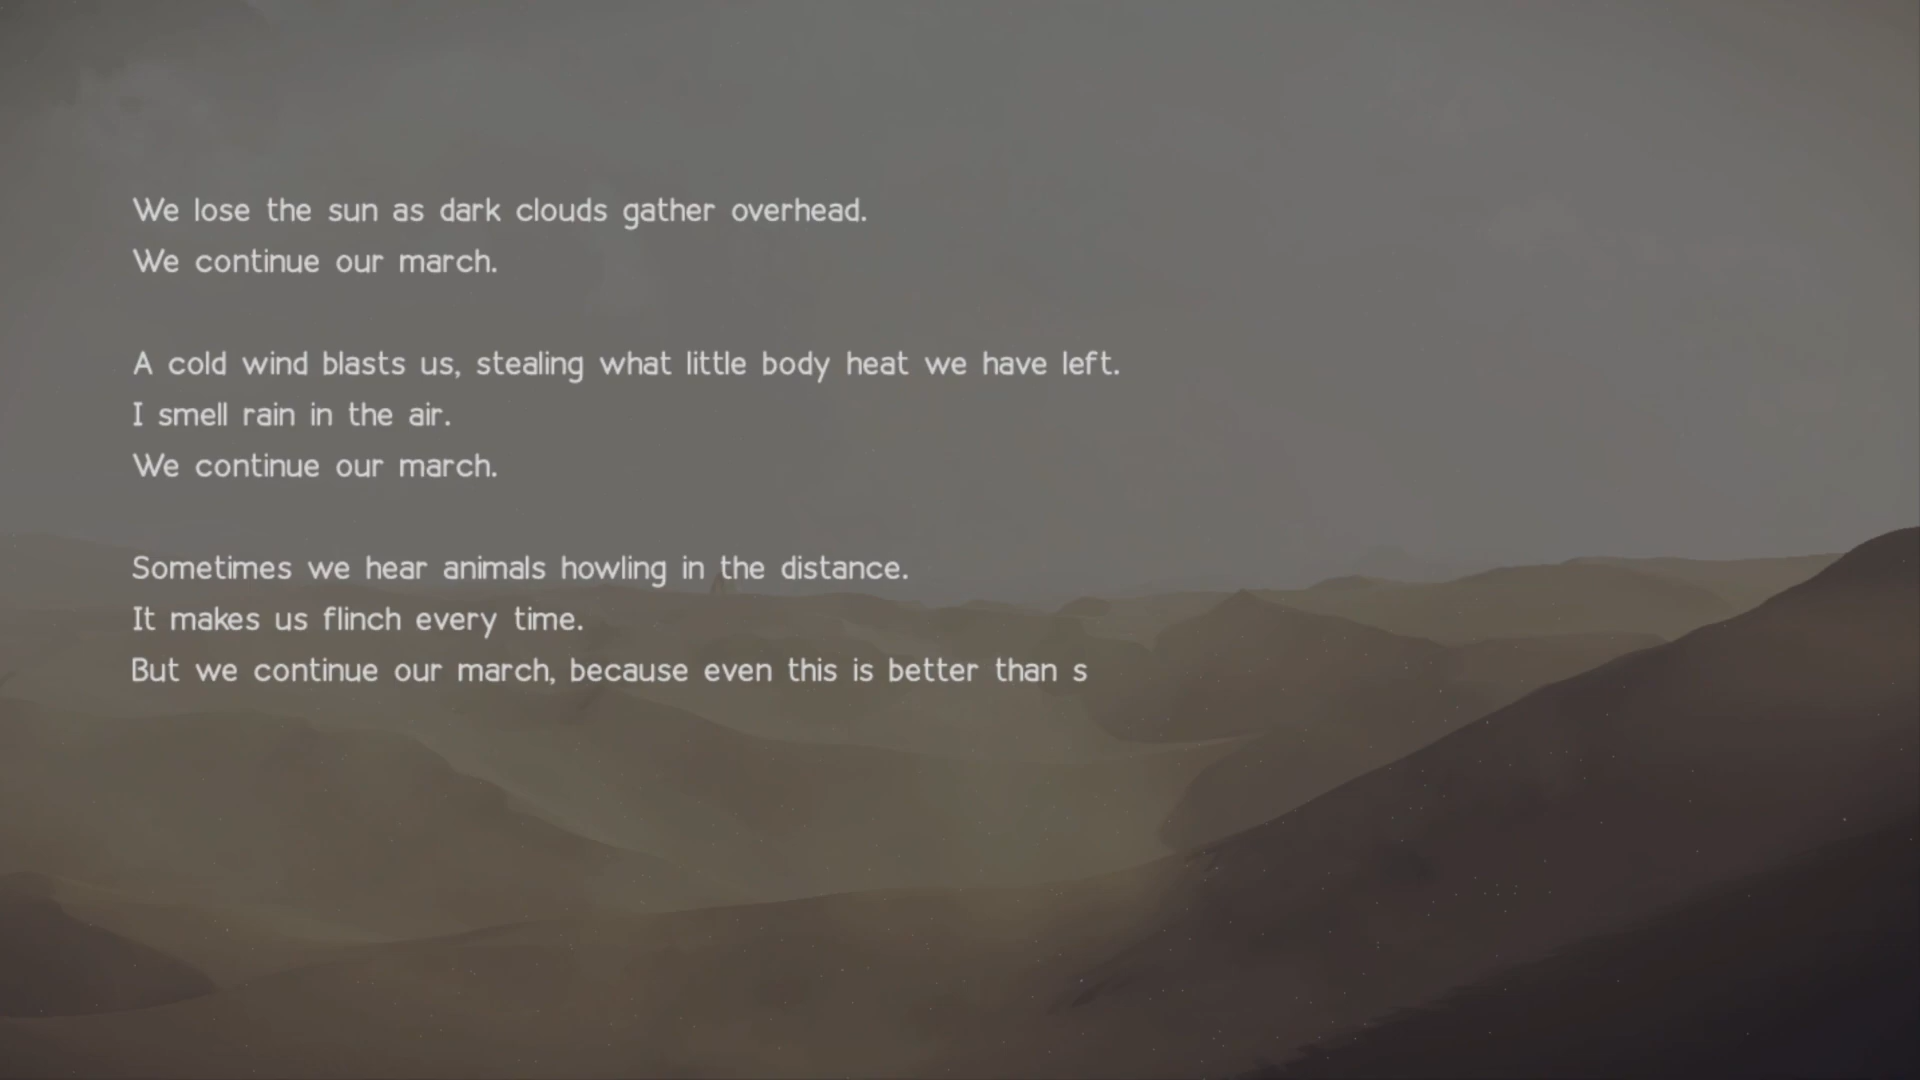 We lose the sun as dark clouds gather overhead.
We continue our march.
A cold wind blasts us, stealing what little body heat we have left.
I smell rain in the air.
We continue our march.
Sometimes we hear animals howling in the distance.
It makes us flinch every time.
But we continue our march, because even this is better than s